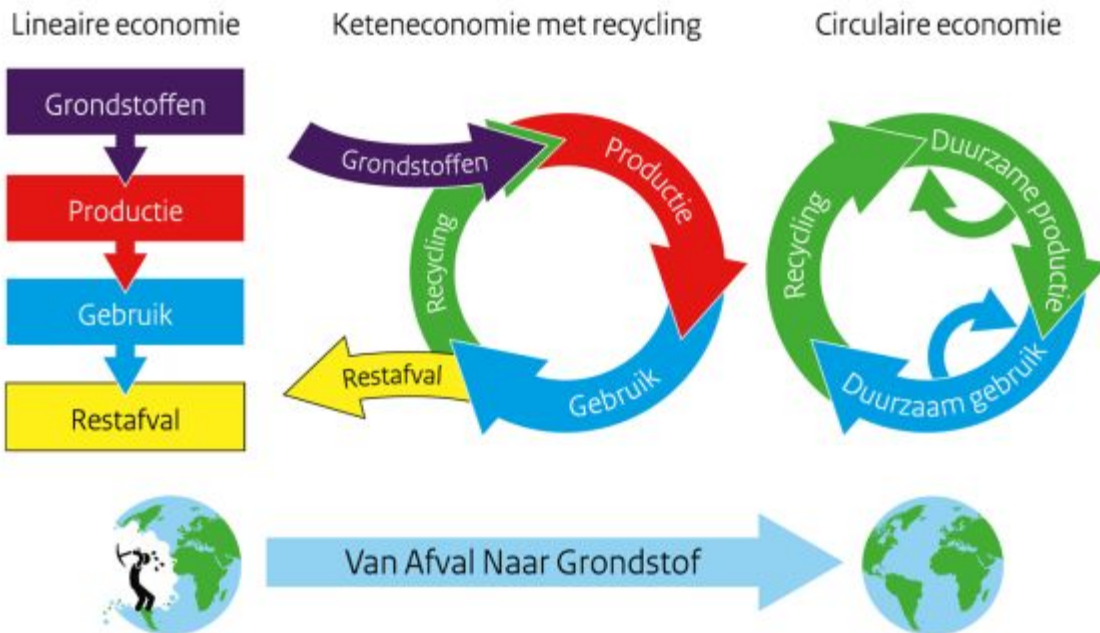 Lineaire economie
Grondstoffen
Productie
Gebruik
Restafval
Keteneconomie met recycling
Grondstoffen
Productie
Gebruik
Recycling
Restafval
Circulaire economie
Duurzame productie
Duurzaam gebruik
Recycling
Van Afval Naar Grondstof